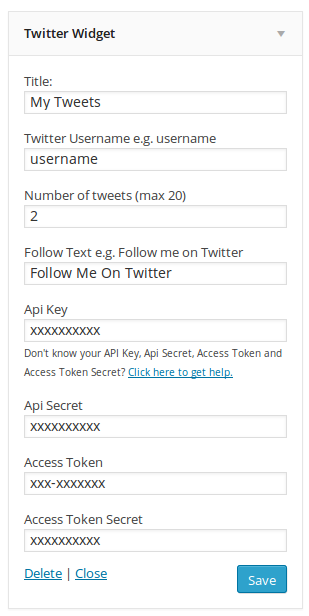 Twitter Widget
Title:
My Tweets
Twitter Username e.g. username
username
Number of tweets (max 20)
2
Follow Text e.g. Follow me on Twitter
Follow Me On Twitter
Api Key
xxxxxxxxxx
Don't know your API Key, Api Secret, Access Token and
Access Token Secret? Click here to get help.
Api Secret
xxxxxxxxxx
Access Token
xxx-xxxxxxx
Access Token Secret
xxxxxxxxxx
Delete | Close Save